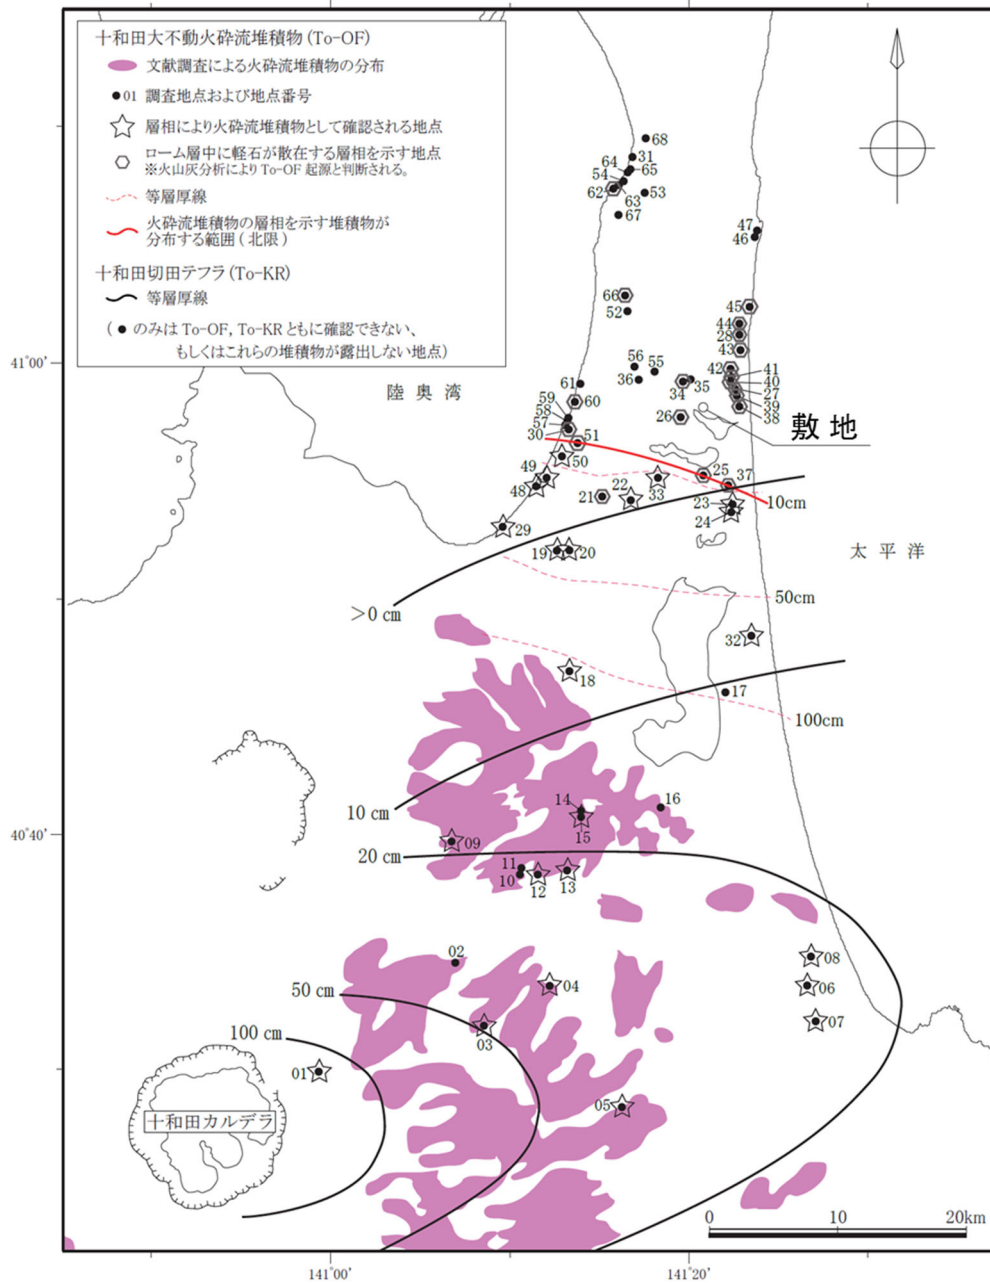 十和田大不動火砕流堆積物 (To-OF)
文献調査による火砕流堆積物の分布
01 調査地点および地点番号
層相により火砕流堆積物として確認される地点
ローム層中に軽石が散在する層相を示す地点
※火山灰分析により To-OF 起源と判断される。
等層厚線
火砕流堆積物の層相を示す堆積物が
分布する範囲 ( 北限 )
十和田切田テフラ (To-KR)
等層厚線
( ● のみは To-OF, To-KR ともに確認できない、
もしくはこれらの堆積物が露出しない地点)
68
31
64
65
54
62
63
53
67
47
46
66
52
45
44
28
43
41°00'
陸奥湾
56
55
36
61
34
35
42
41
40
27
39
38
60
59
58
57
30
26
敷地
51
50
49
48
25
37
33
22
21
10cm
23
24
29
太平洋
19
20
50cm
>0 cm
32
18
17
100cm
14
16
10 cm
15
40°40'
09
20 cm
11
10
12
13
02
08
04
06
50 cm
07
03
100 cm
01
05
十和田カルデラ
0
10
20km
141°00'
141°20'